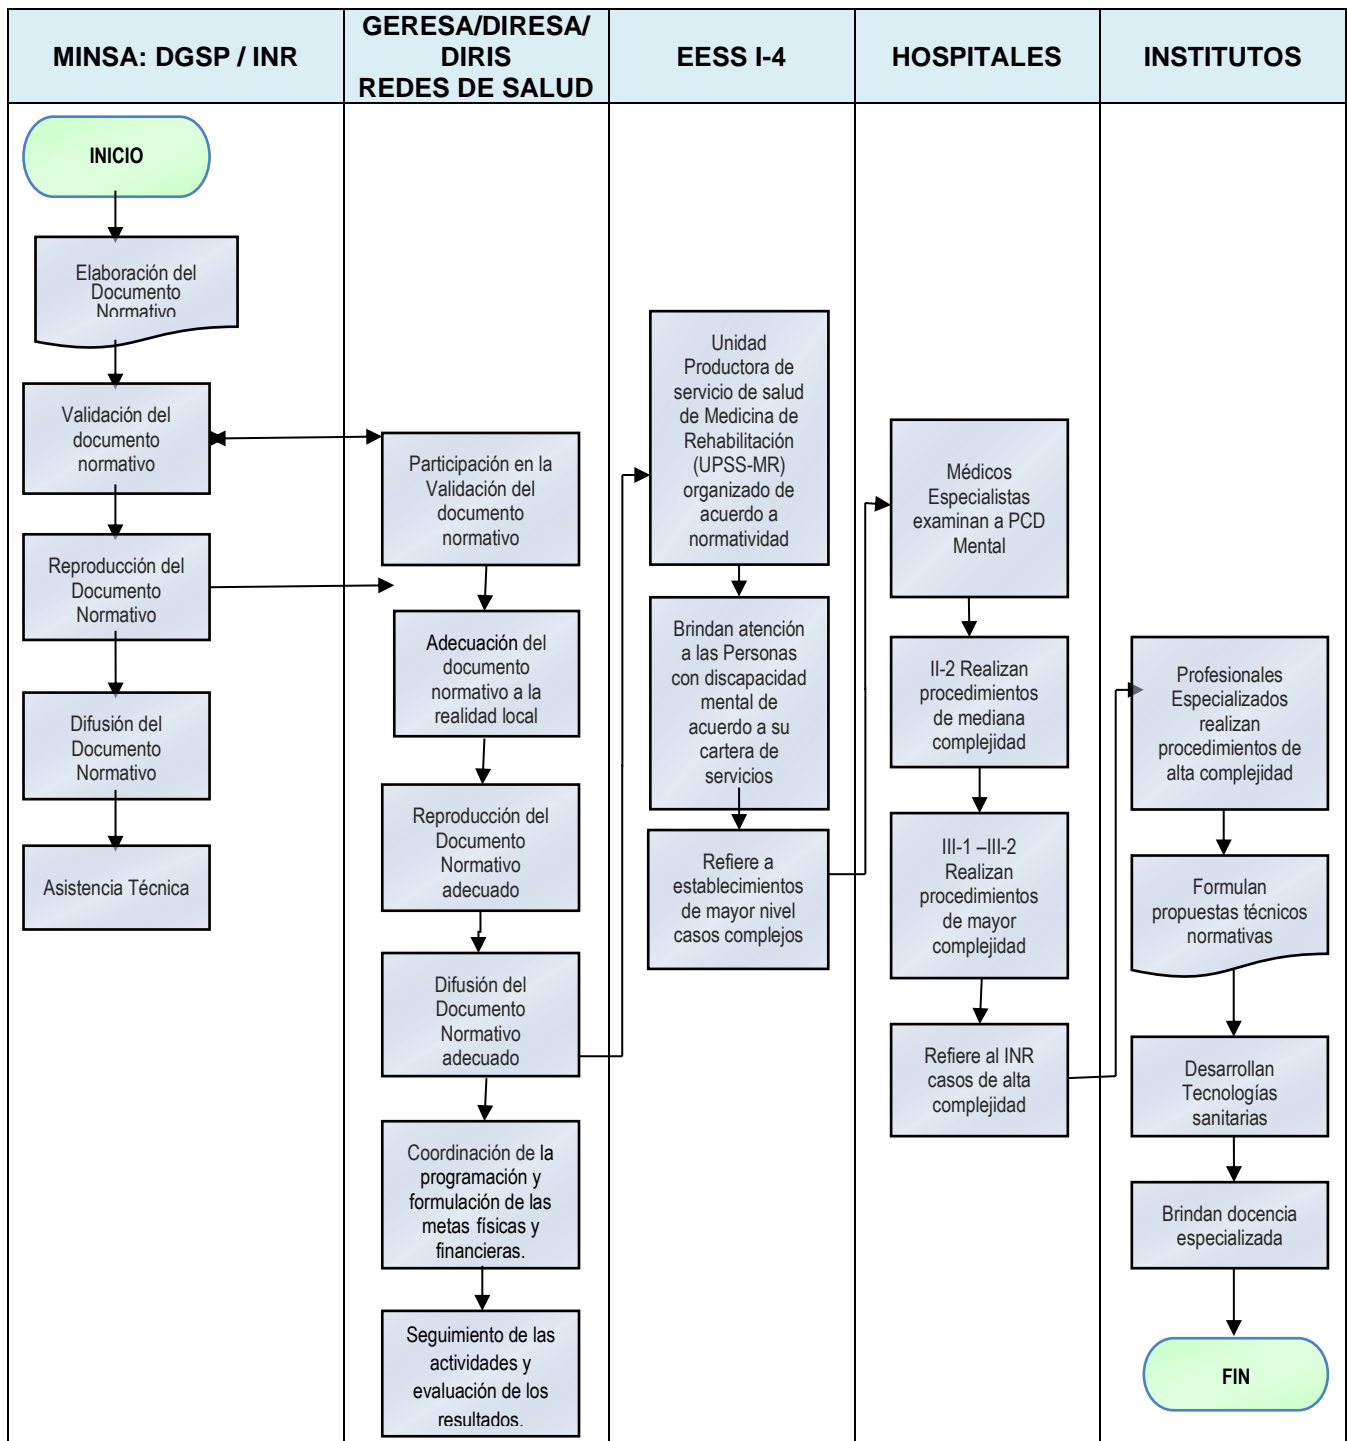 MINSA: DGSP / INR
GERESA/DIRESA/
DIRIS
REDES DE SALUD
EESS I-4
HOSPITALES
INSTITUTOS
INICIO
Elaboración del
Documento
Normativo
Validación del
documento
normativo
Reproducción del
Documento
Normativo
Difusión del
Documento
Normativo
Asistencia Técnica
Participación en la
Validación del
documento
normativo
Adecuación del
documento
normativo a la
realidad local
Reproducción del
Documento
Normativo
adecuado
Difusión del
Documento
Normativo
adecuado
Coordinación de la
programación y
formulación de las
metas físicas y
financieras.
Seguimiento de las
actividades y
evaluación de los
resultados.
Unidad
Productora de
servicio de salud
de Medicina de
Rehabilitación
(UPSS-MR)
organizado de
acuerdo a
normatividad
Brindan atención
a las Personas
con discapacidad
mental de
acuerdo a su
cartera de
servicios
Refiere a
establecimientos
de mayor nivel
casos complejos
Médicos
Especialistas
examinan a PCD
Mental
II-2 Realizan
procedimientos
de mediana
complejidad
III-1 –III-2
Realizan
procedimientos
de mayor
complejidad
Refiere al INR
casos de alta
complejidad
Profesionales
Especializados
realizan
procedimientos de
alta complejidad
Formulan
propuestas técnicos
normativas
Desarrollan
Tecnologías
sanitarias
Brindan docencia
especializada
FIN